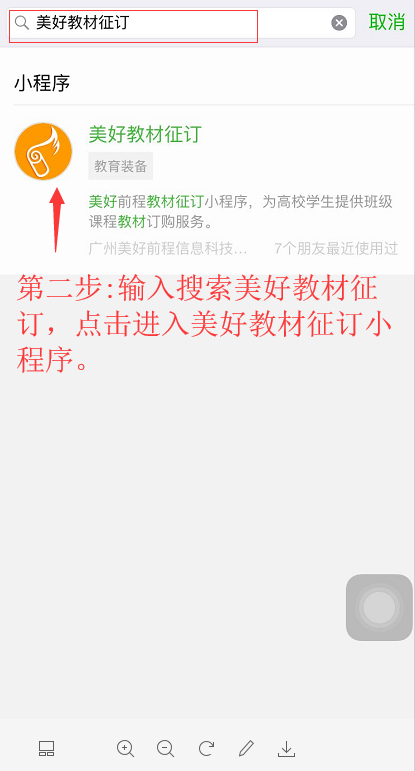 美好教材征订
取消
小程序
美好教材征订
教育装备
美好前程教材征订小程序，为高校学生提供班级
课程教材订购服务。
广州美好前程信息科技... 7个朋友最近使用过
第二步:输入搜索美好教材征
订，点击进入美好教材征订小
程序。